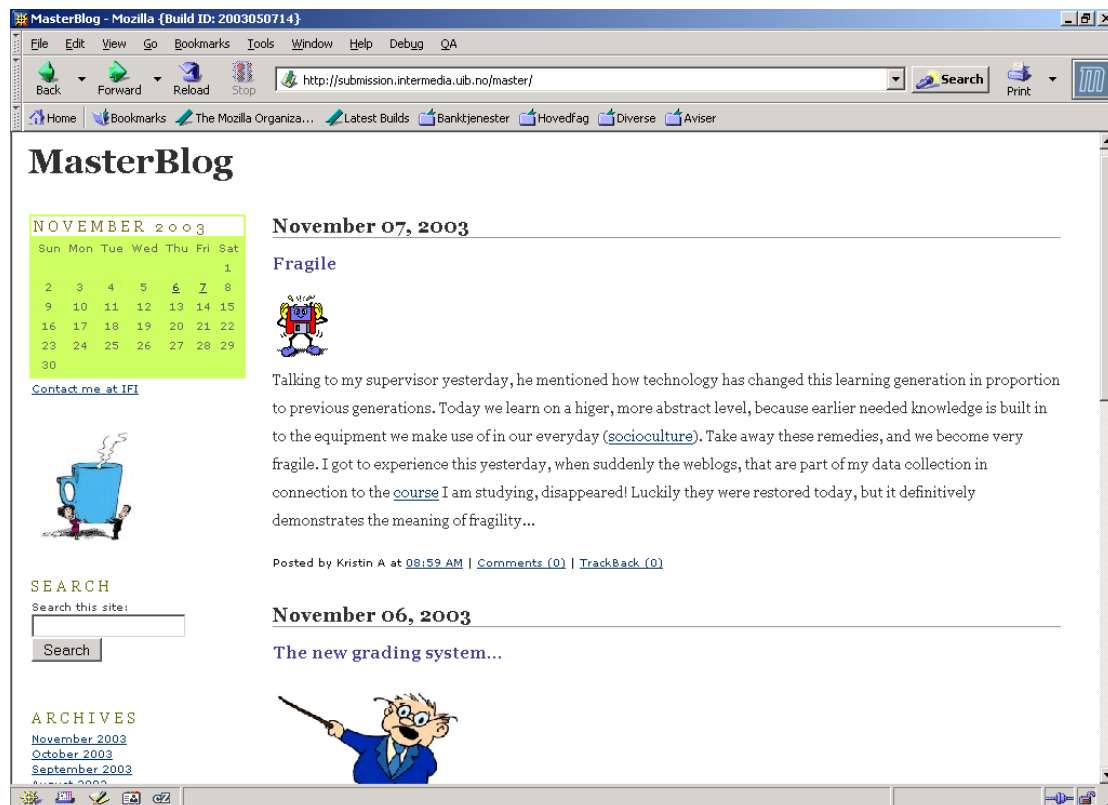 MasterBlog - Mozilla {Build ID: 2003050714}
File Edit View Go Bookmarks Tools Window Help Debug QA
Back Forward Reload Stop http://submission.intermedia.uib.no/master/ Search Print
Home Bookmarks The Mozilla Organiza... Latest Builds Banktjenester Hovedfag Diverse Aviser
MasterBlog
NOVEMBER 2003
Sun Mon Tue Wed Thu Fri Sat
1
2 3 4 5 6 7 8
9 10 11 12 13 14 15
16 17 18 19 20 21 22
23 24 25 26 27 28 29
30
Contact me at IFI
SEARCH
Search this site:
Search
ARCHIVES
November 2003
October 2003
September 2003
August 2003
November 07, 2003
Fragile
Talking to my supervisor yesterday, he mentioned how technology has changed this learning generation in proportion
to previous generations. Today we learn on a higer, more abstract level, because earlier needed knowledge is built in
to the equipment we make use of in our everyday (socioculture). Take away these remedies, and we become very
fragile. I got to experience this yesterday, when suddenly the weblogs, that are part of my data collection in
connection to the course I am studying, disappeared! Luckily they were restored today, but it definitively
demonstrates the meaning of fragility...
Posted by Kristin A at 08:59 AM | Comments (0) | TrackBack (0)
November 06, 2003
The new grading system...